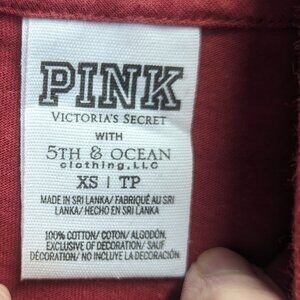 PINK
VICTORIA'S SECRET
WITH
5TH & OCEAN
clothing, LLC
XS | TP
MADE IN SRI LANKA/ FABRIQUÉ AU SRI
LANKA/ HECHO EN SRI LANKA
100% COTTON/ COTON/ ALGODÓN.
EXCLUSIVE OF DECORATION/ SAUF
DÉCORATION/ NO INCLUYE LA DECORACIÓN.